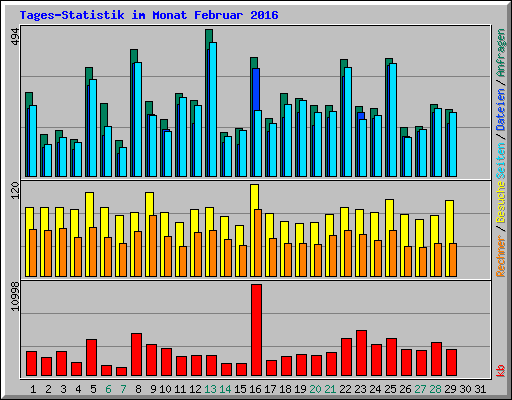 Tages-Statistik im Monat Februar 2016
494
120
10998
Rechner / Besuche Seiten / Dateien / Anfragen
kb
1 2 3 4 5 6 7 8 9 10 11 12 13 14 15 16 17 18 19 20 21 22 23 24 25 26 27 28 29 30 31